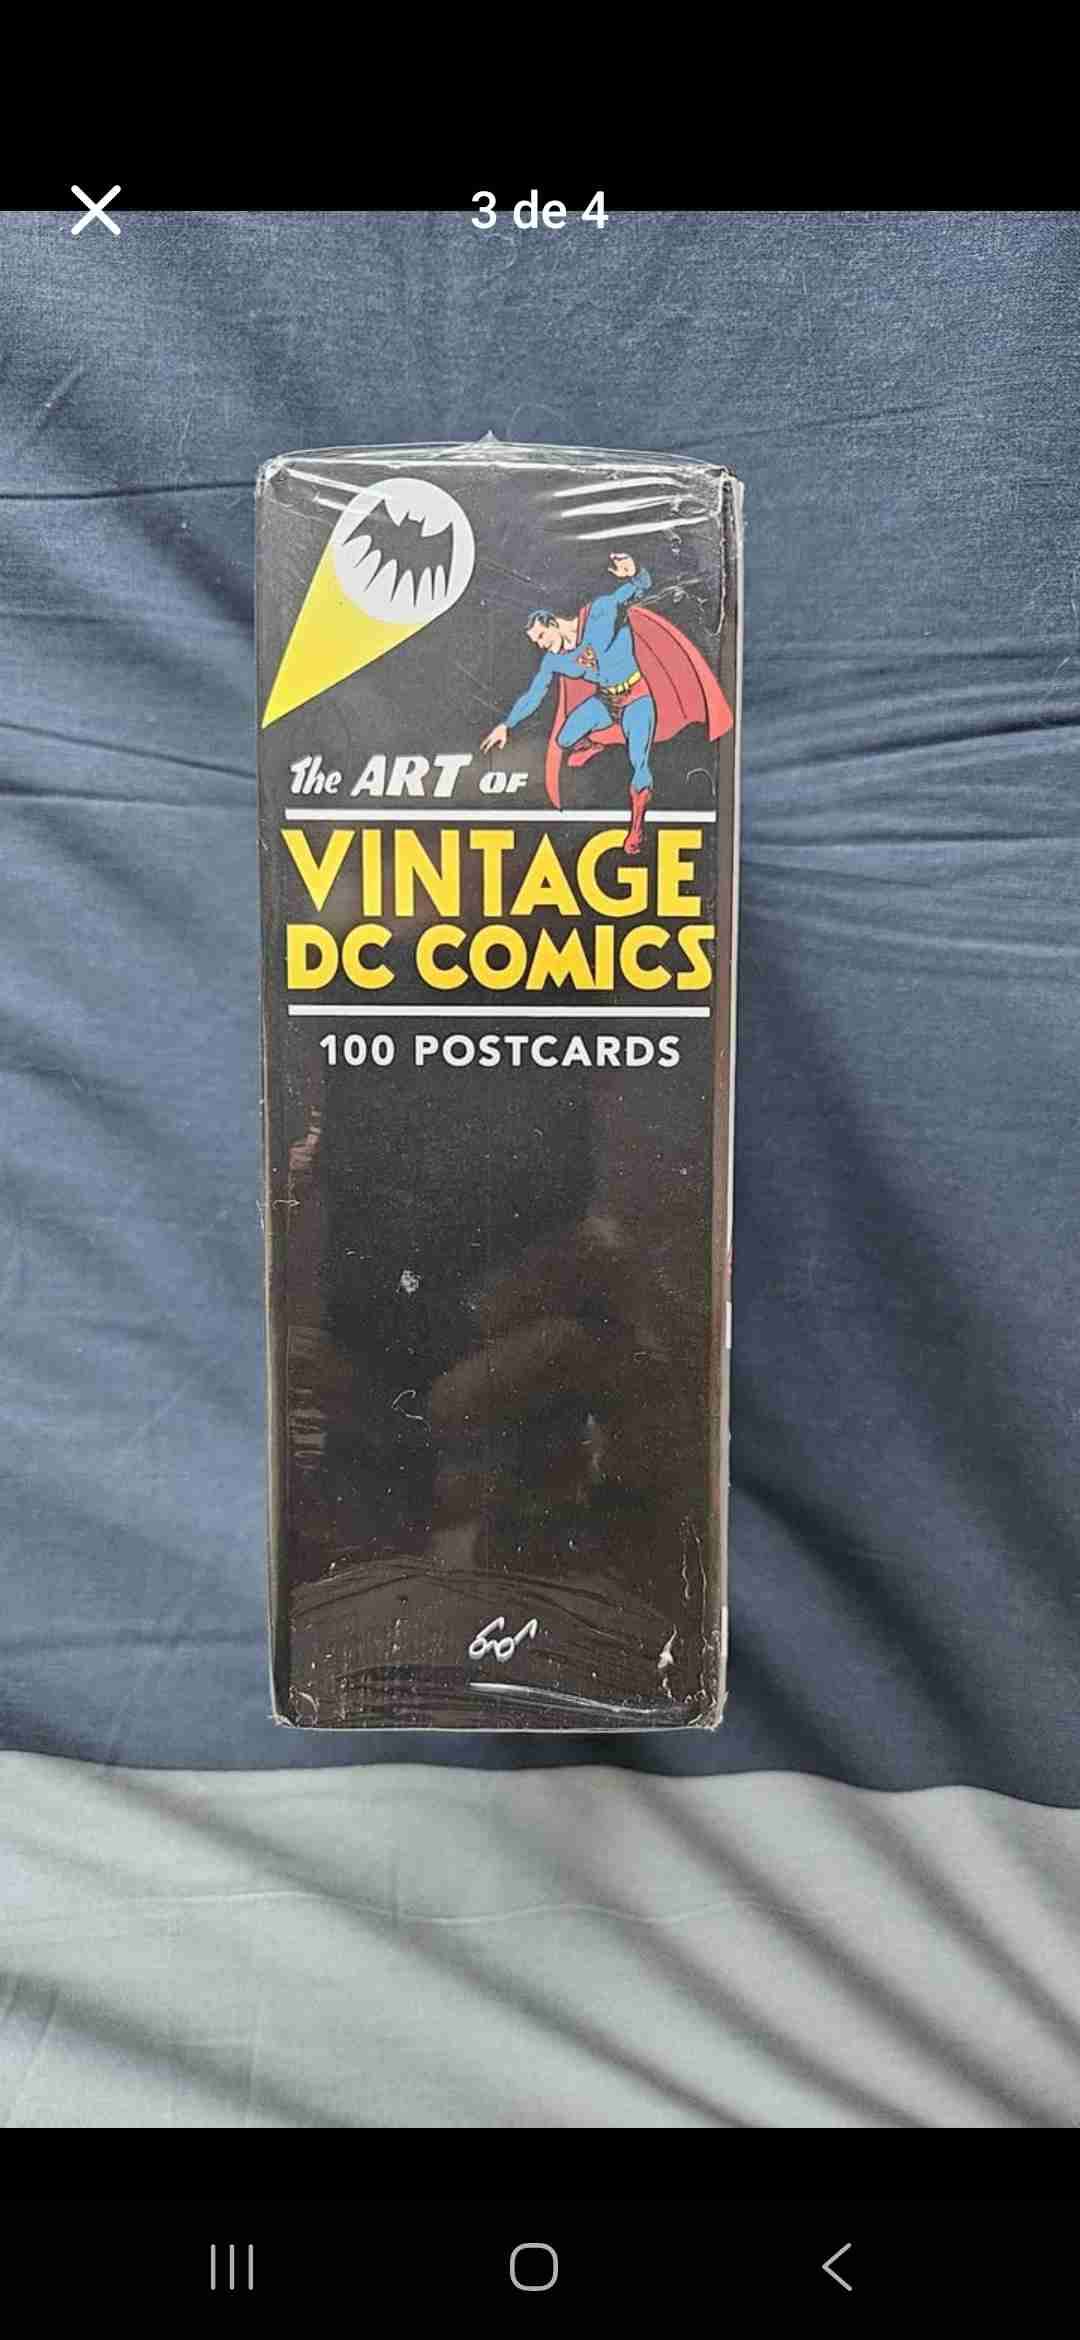 3 de 4
The ART OF
VINTAGE
DC COMICS
100 POSTCARDS